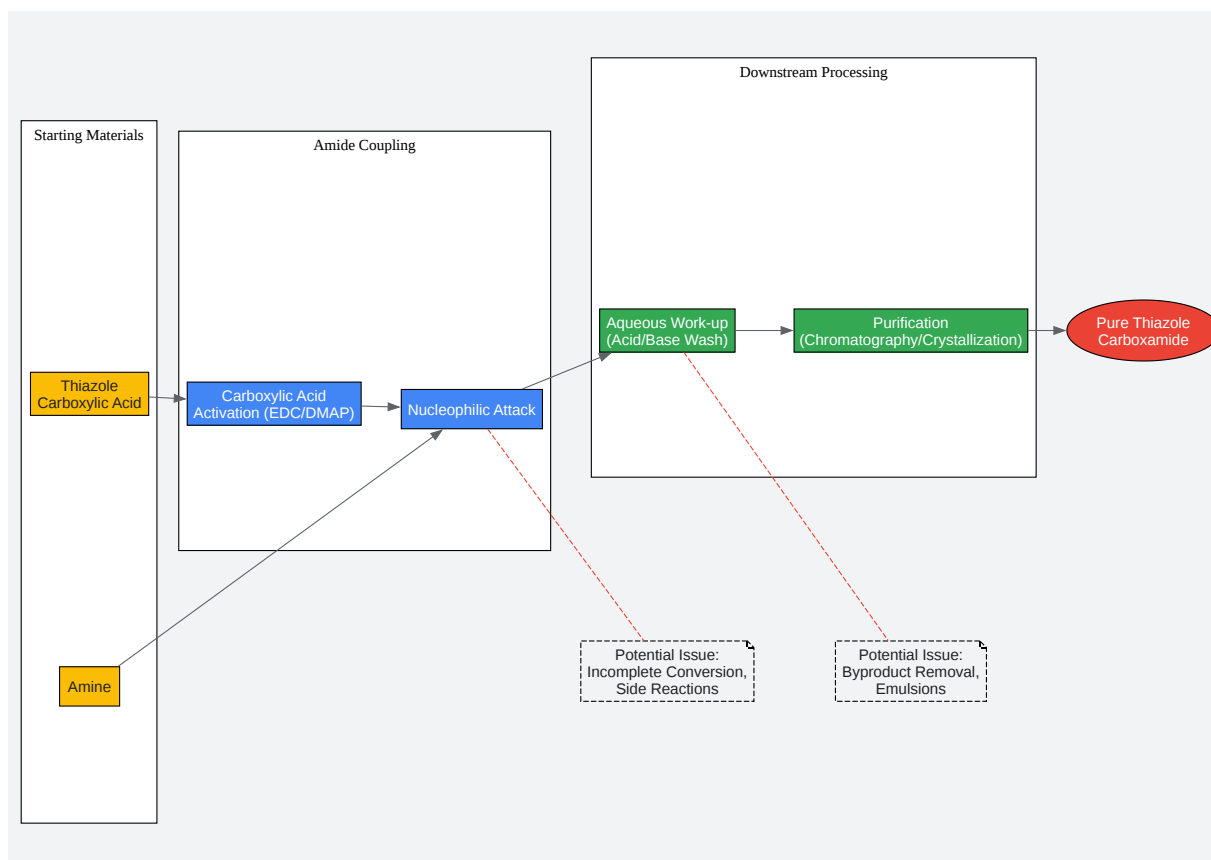 Starting Materials
Thiazole
Carboxylic Acid
Amine
Amide Coupling
Carboxylic Acid
Activation (EDC/DMAP)
Nucleophilic Attack
Downstream Processing
Aqueous Work-up
(Acid/Base Wash)
Purification
(Chromatography/Crystallization)
Pure Thiazole
Carboxamide
Potential Issue:
Incomplete Conversion,
Side Reactions
Potential Issue:
Byproduct Removal,
Emulsions